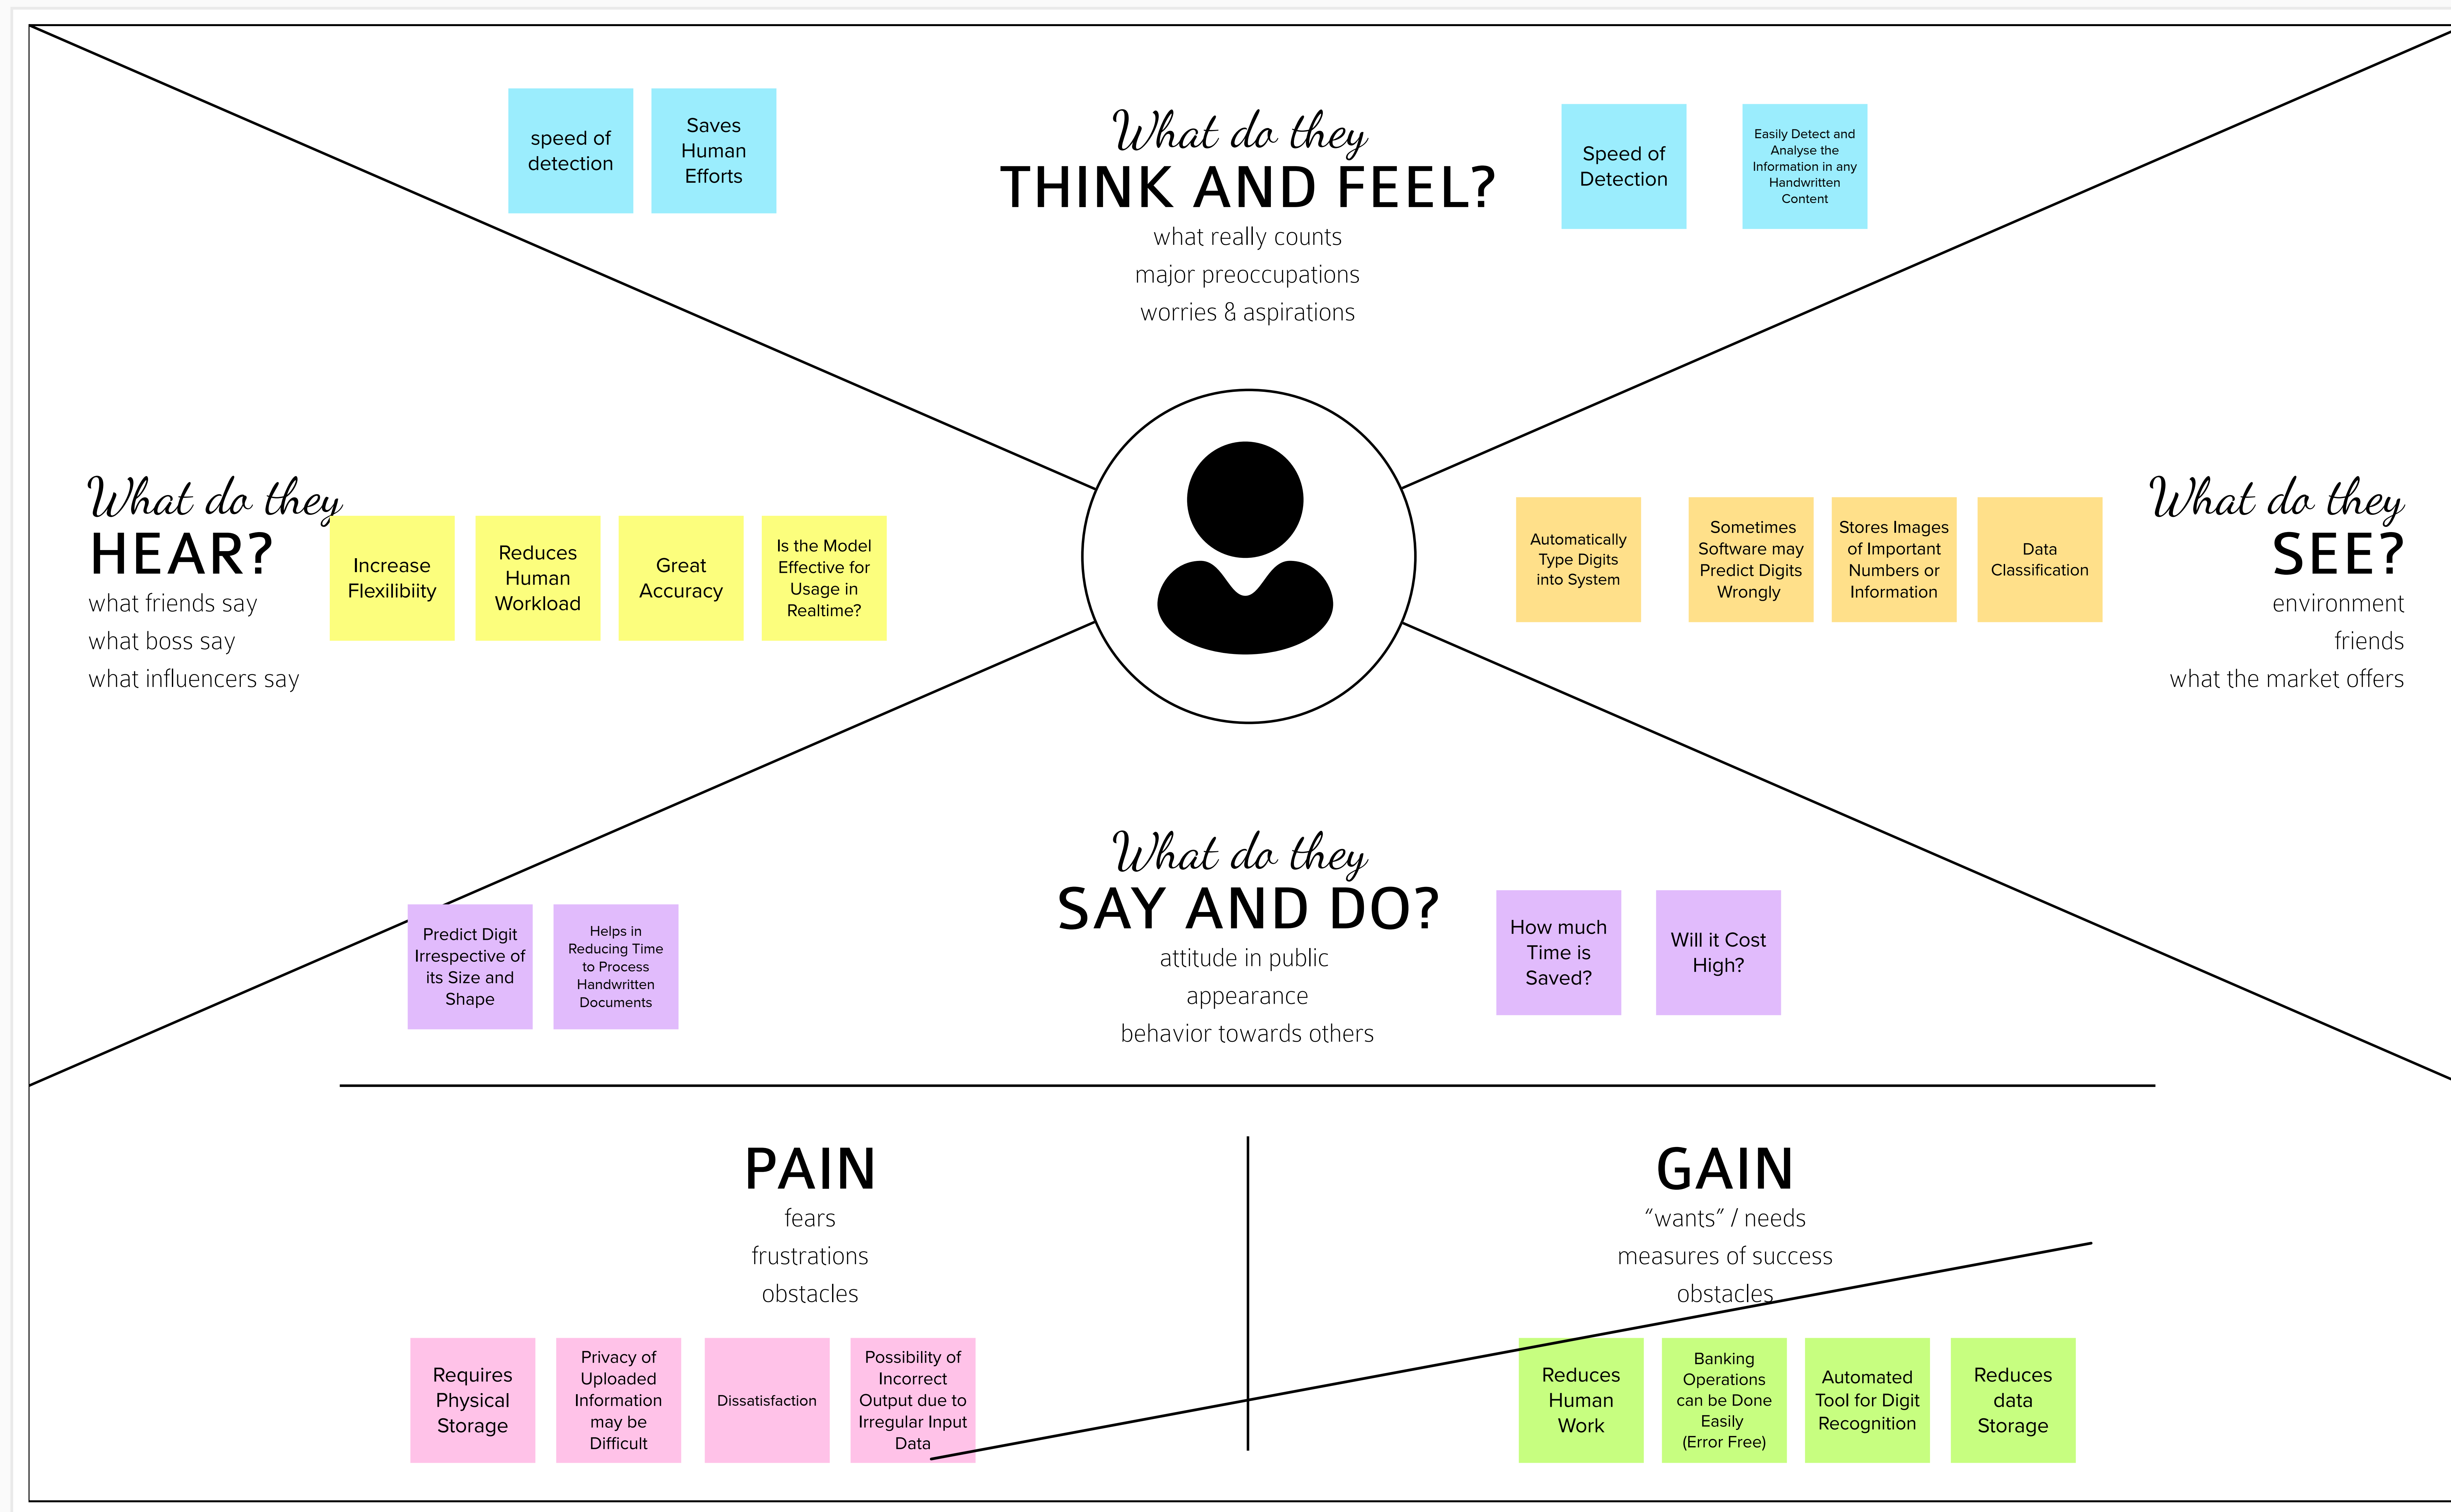 speed of
detection
Saves
Human
Efforts
What do they
THINK AND FEEL?
what really counts
major preoccupations
worries & aspirations
Speed of
Detection
Easily Detect and
Analyse the
Information in any
Handwritten
Content
What do they
HEAR?
what friends say
what boss say
what influencers say
Increase
Flexilibiity
Reduces
Human
Workload
Great
Accuracy
Is the Model
Effective for
Usage in
Realtime?
Automatically
Type Digits
into System
Sometimes
Software may
Predict Digits
Wrongly
Stores Images
of Important
Numbers or
Information
Data
Classification
What do they
SEE?
environment
friends
what the market offers
Predict Digit
Irrespective of
its Size and
Shape
Helps in
Reducing Time
to Process
Handwritten
Documents
What do they
SAY AND DO?
attitude in public
appearance
behavior towards others
How much
Time is
Saved?
Will it Cost
High?
PAIN
fears
frustrations
obstacles
Requires
Physical
Storage
Privacy of
Uploaded
Information
may be
Difficult
Dissatisfaction
Possibility of
Incorrect
Output due to
Irregular Input
Data
GAIN
“wants” / needs
measures of success
obstacles
Reduces
Human
Work
Banking
Operations
can be Done
Easily
(Error Free)
Automated
Tool for Digit
Recognition
Reduces
data
Storage